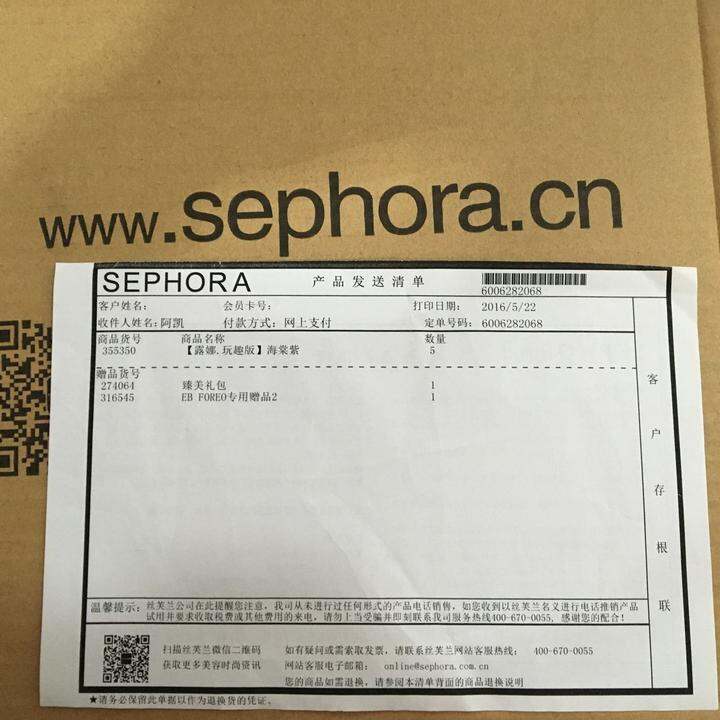 www.sephora.cn
SEPHORA 产品发送清单 6006282068
客户姓名: 会员卡号: 打印日期: 2016/5/22
收件人姓名:阿凯 付款方式: 网上支付 定单号码: 6006282068
商品货号 商品名称 数量
355350 【露娜.玩趣版】海棠紫 5
赠品货号
274064 臻美礼包 1
316545 EB FOREO专用赠品2 1
客户存根联
温馨提示: 丝芙兰公司在此提醒您注意,我司从未进行过任何形式的产品电话销售,如您收到以丝芙兰名义进行电话推销产品
试用并要求收取税费或其他费用的来电,请勿上当受骗并即刻联系我司服务热线400-670-0055,感谢您的配合!
扫描丝芙兰微信二维码 如有疑问或需索取发票,请联系丝芙兰网站客服热线: 400-670-0055
获取更多美容时尚资讯 网站客服电子邮箱: online@sephora.com.cn
您的商品如需退换,请参阅本清单背面的商品退换说明
★请务必保留此单据以作为退换货的凭证。